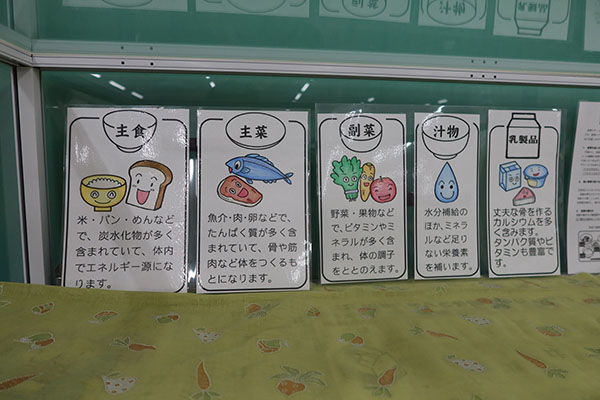 主食
米・パン・めんなど
で、炭水化物が多く
含まれていて、体内
でエネルギー源にな
ります。
主菜
魚介・肉・卵などで、
たんぱく質が多く含
まれていて、骨や筋
肉など体をつくるも
とになります。
副菜
野菜・果物など
で、ビタミンやミ
ネラルが多く含
まれ、体の調子
をととのえます。
汁物
水分補給の
ほか、ミネラ
ルなど足り
ない栄養素
を補います。
乳製品
丈夫な骨を作る
カルシウムを多
く含みます。
タンパク質やビ
タミンも豊富で
す。